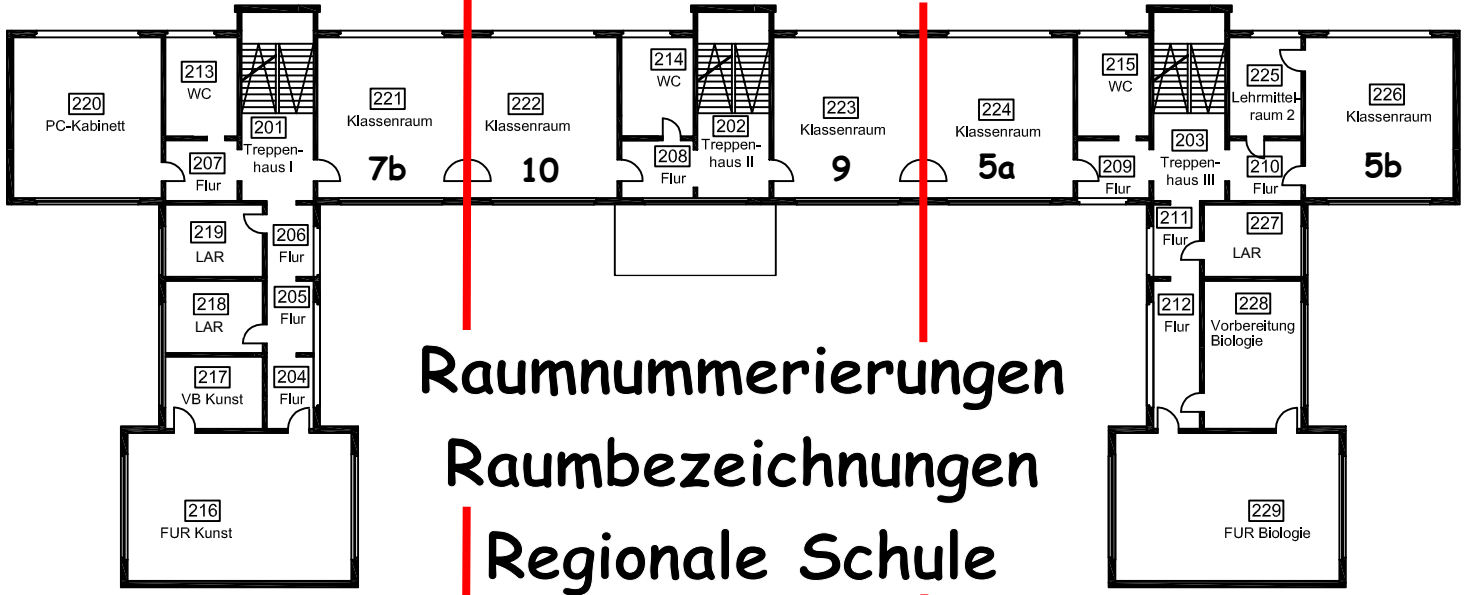 220
PC-Kabinett
213
WC
201
Treppen-
haus I
207
Flur
221
Klassenraum
7b
222
Klassenraum
10
214
WC
208
Flur
202
Treppen-
haus II
223
Klassenraum
9
224
Klassenraum
5a
215
WC
209
Flur
203
Treppen-
haus III
225
Lehrmittel-
raum 2
210
Flur
226
Klassenraum
5b
219
LAR
206
Flur
218
LAR
205
Flur
217
VB Kunst
204
Flur
216
FUR Kunst
211
Flur
227
LAR
212
Flur
228
Vorbereitung
Biologie
229
FUR Biologie
Raumnummerierungen
Raumbezeichnungen
Regionale Schule